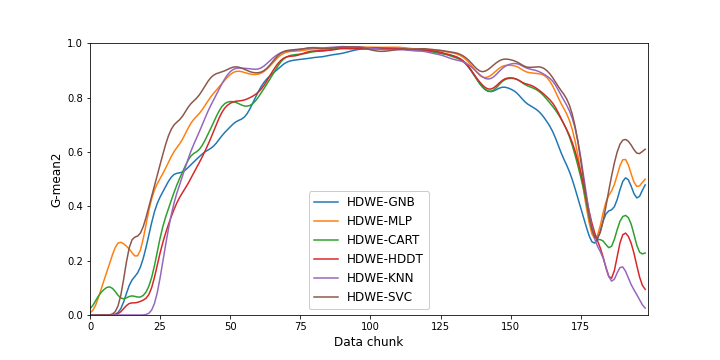 1.0
0.8
0.6
0.4
0.2
0.0
G-mean2
HDWE-GNB
HDWE-MLP
HDWE-CART
HDWE-HDDT
HDWE-KNN
HDWE-SVC
0 25 50 75 100 125 150 175
Data chunk